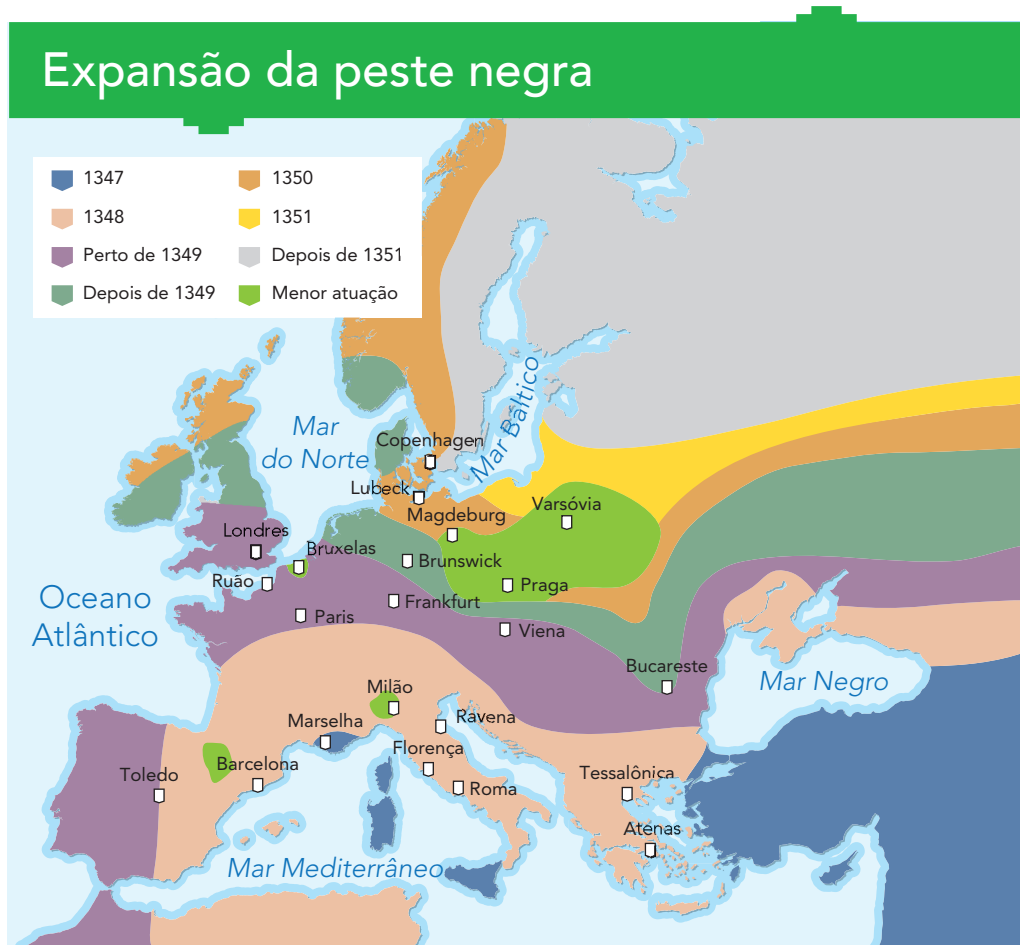 Expansão da peste negra
1347
1348
Perto de 1349
Depois de 1349
1350
1351
Depois de 1351
Menor atuação
Mar
do Norte
Mar Báltico
Copenhagen
Lubeck
Magdeburg
Varsóvia
Londres
Bruxelas
Brunswick
Ruão
Praga
Oceano
Atlântico
Paris
Frankfurt
Viena
Bucareste
Mar Negro
Milão
Marselha
Ravena
Florença
Toledo
Barcelona
Roma
Tessalônica
Atenas
Mar Mediterrâneo